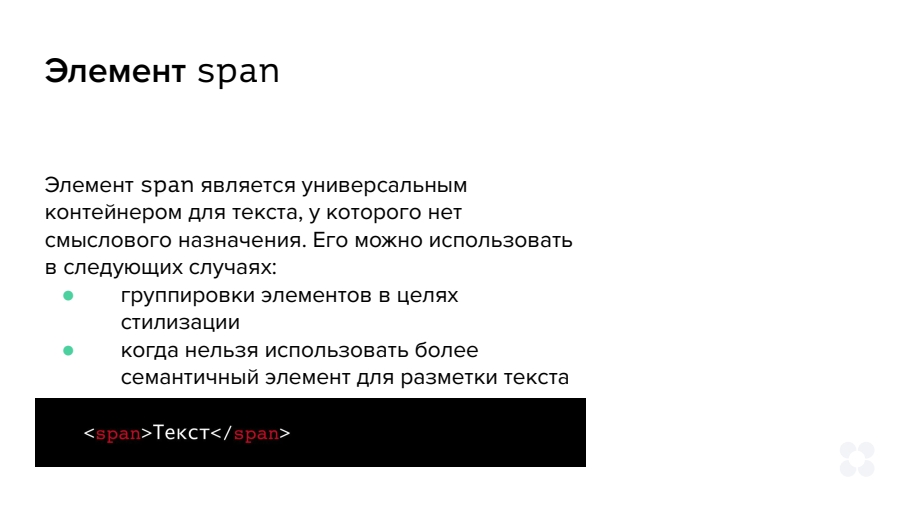 Элемент span
Элемент span является универсальным
контейнером для текста, у которого нет
смыслового назначения. Его можно использовать
в следующих случаях:
● группировки элементов в целях
стилизации
● когда нельзя использовать более
семантичный элемент для разметки текста
<span>Текст</span>